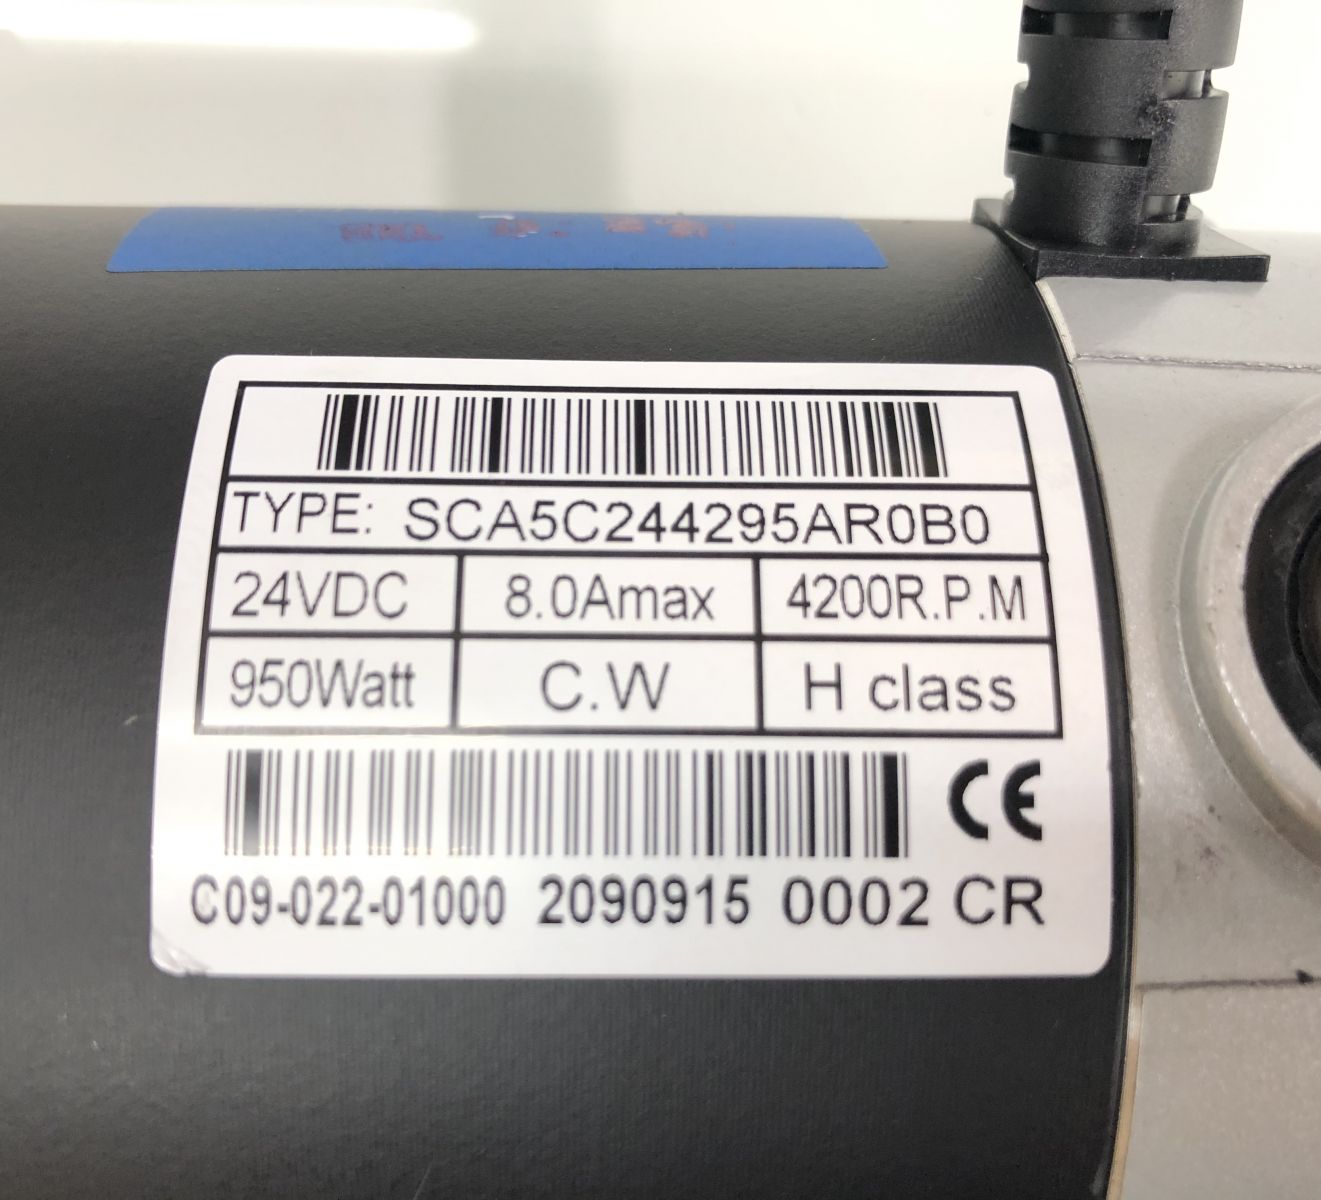 TYPE: SCA5C244295AR0B0
24VDC 8.0Amax 4200R.P.M
950Watt C.W H class
CE
C09-022-01000 2090915 0002 CR